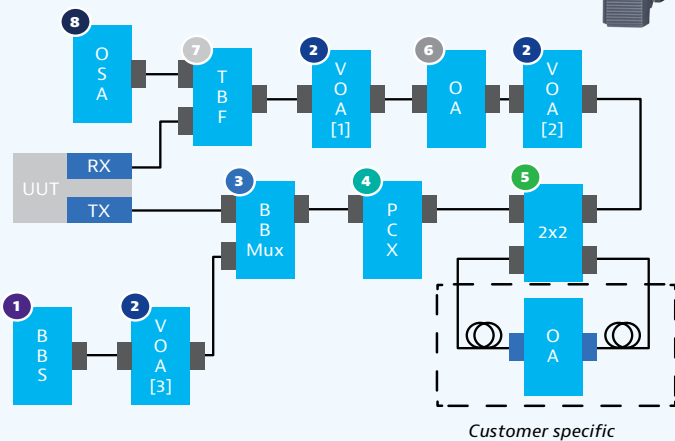 8
O
S
A
7
T
B
F
2
V
O
A
[1]
6
O
A
2
V
O
A
[2]
UUT
RX
TX
3
B
B
Mux
4
P
C
X
5
2x2
1
B
B
S
2
V
O
A
[3]
O
A
Customer specific